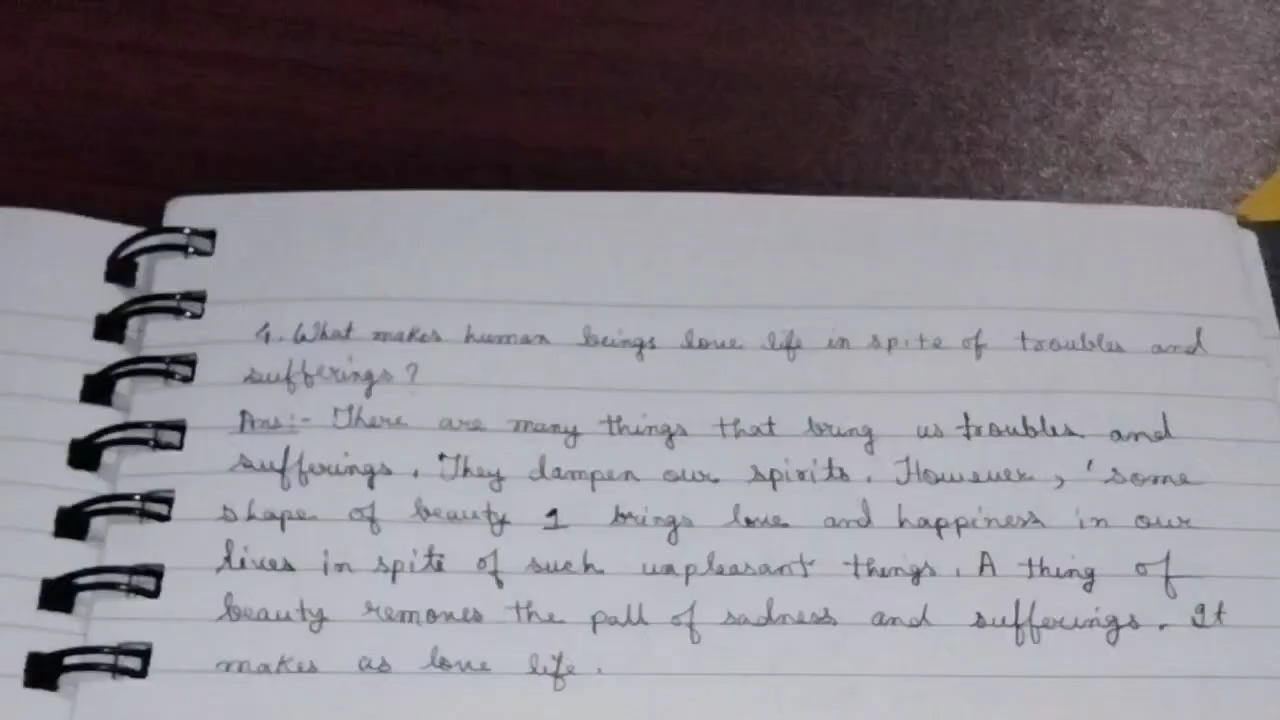 4. What makes human beings love life in spite of troubles and
sufferings?
Ans:- There are many things that bring us troubles and
sufferings. They dampen our spirits. However, 'some
shape of beauty 1 brings love and happiness in our
lives in spite of such unpleasant things. A thing of
beauty removes the pall of sadness and sufferings. It
makes as love life.